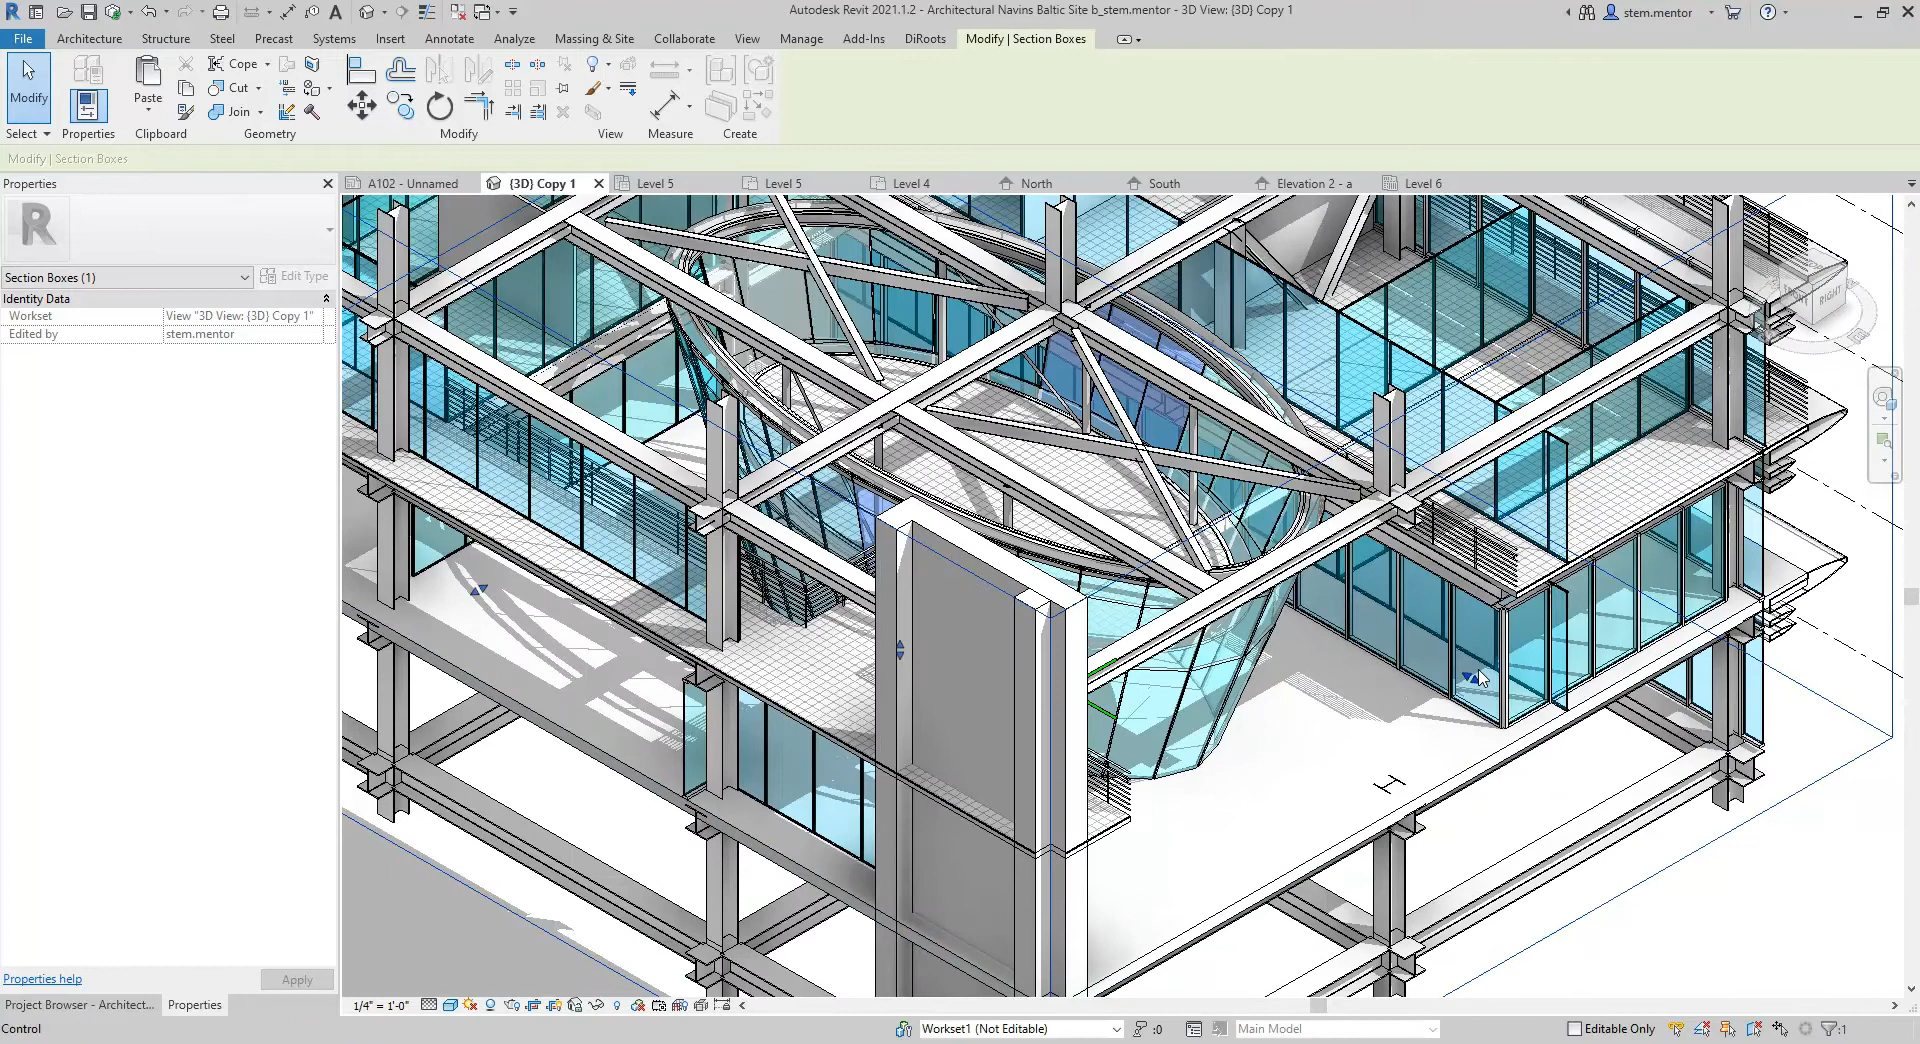 Autodesk Revit 2021.1.2 - Architectural Navins Baltic Site b_stem.mentor - 3D View: {3D} Copy 1
stem.mentor
File Architecture Structure Steel Precast Systems Insert Annotate Analyze Massing & Site Collaborate View Manage Add-Ins DiRoots Modify | Section Boxes
Cope
Cut
Join
Modify
Paste
Select Properties Clipboard Geometry Modify View Measure Create
Modify | Section Boxes
Properties
A102 - Unnamed {3D} Copy 1 Level 5 Level 5 Level 4 North South Elevation 2 - a Level 6
R
Section Boxes (1) Edit Type
Identity Data
Workset View "3D View: {3D} Copy 1"
Edited by stem.mentor
RIGHT
H
Properties help Apply
Project Browser - Architect... Properties
1/4" = 1'-0"
Control
Workset1 (Not Editable) :0 Main Model Editable Only :1